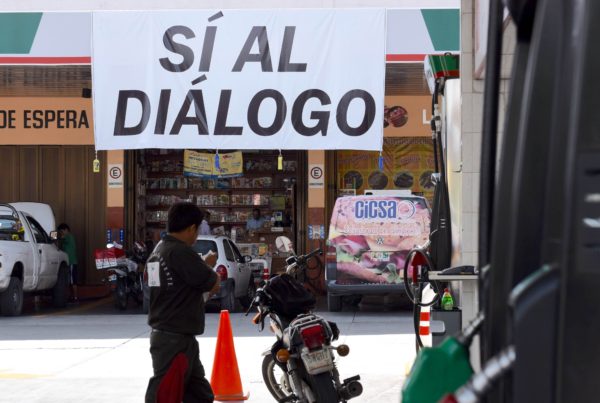 SÍ AL
DIÁLOGO
DE ESPERA
E
E
cicsa